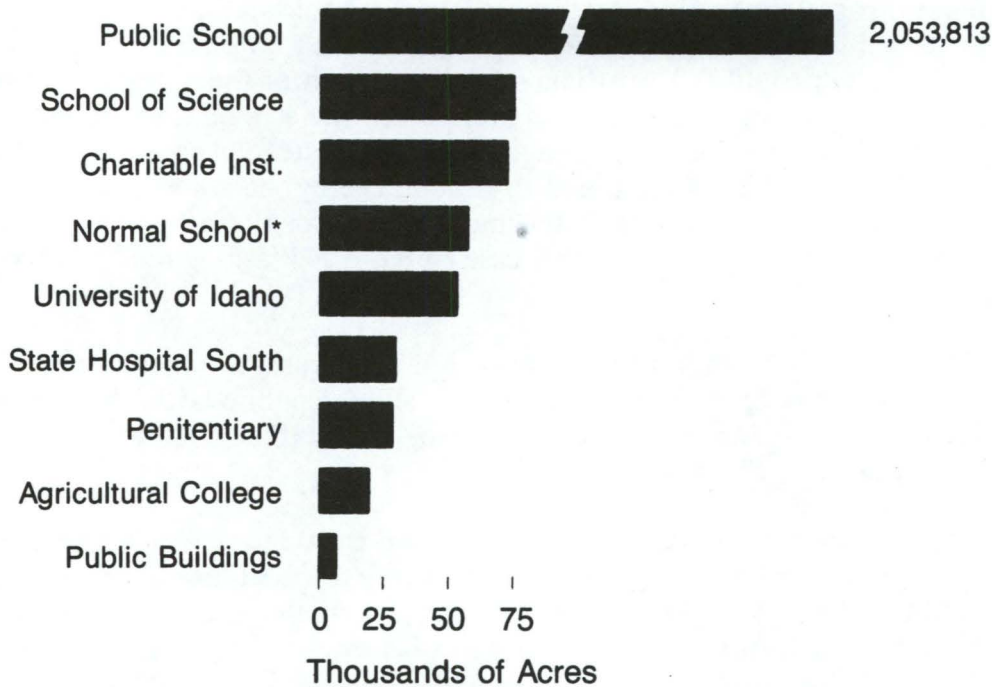 Public School 2,053,813
School of Science
Charitable Inst.
Normal School*
University of Idaho
State Hospital South
Penitentiary
Agricultural College
Public Buildings
0 25 50 75
Thousands of Acres